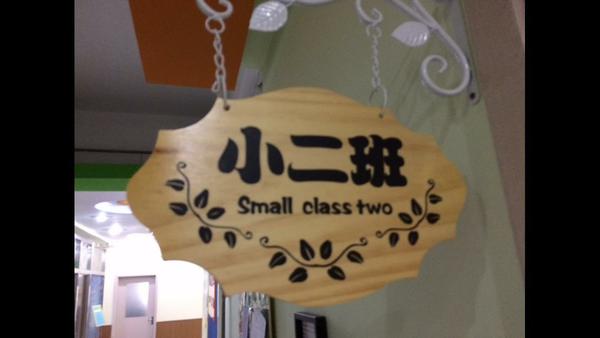 小二班
Small class two